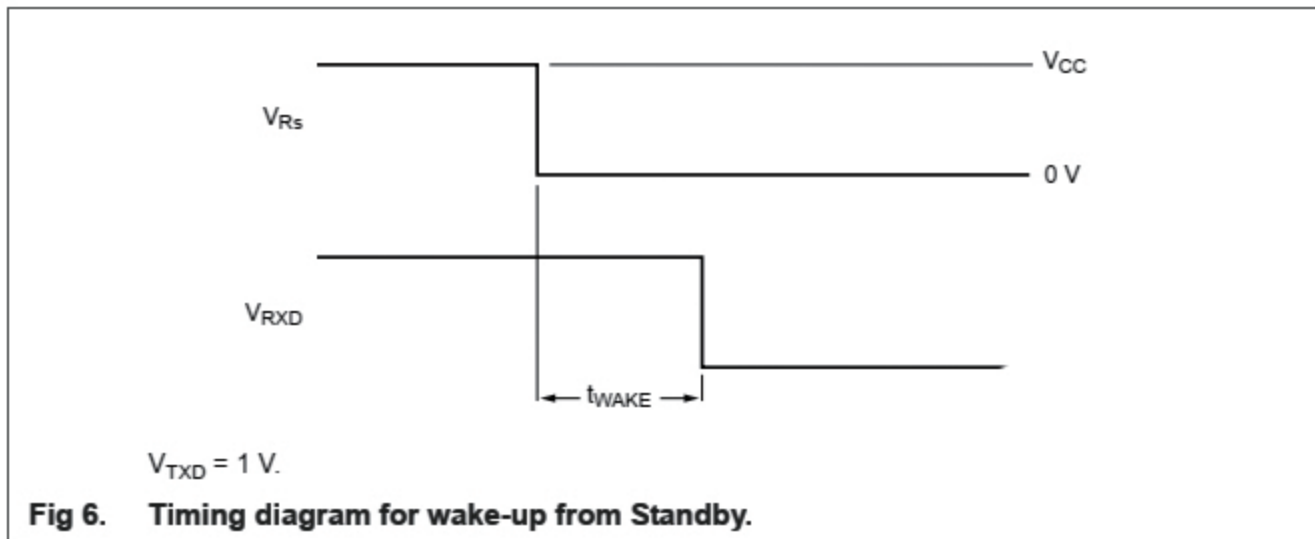 V_CC
V_Rs
0 V
V_RXD
t_WAKE
V_TXD = 1 V.
Fig 6. Timing diagram for wake-up from Standby.